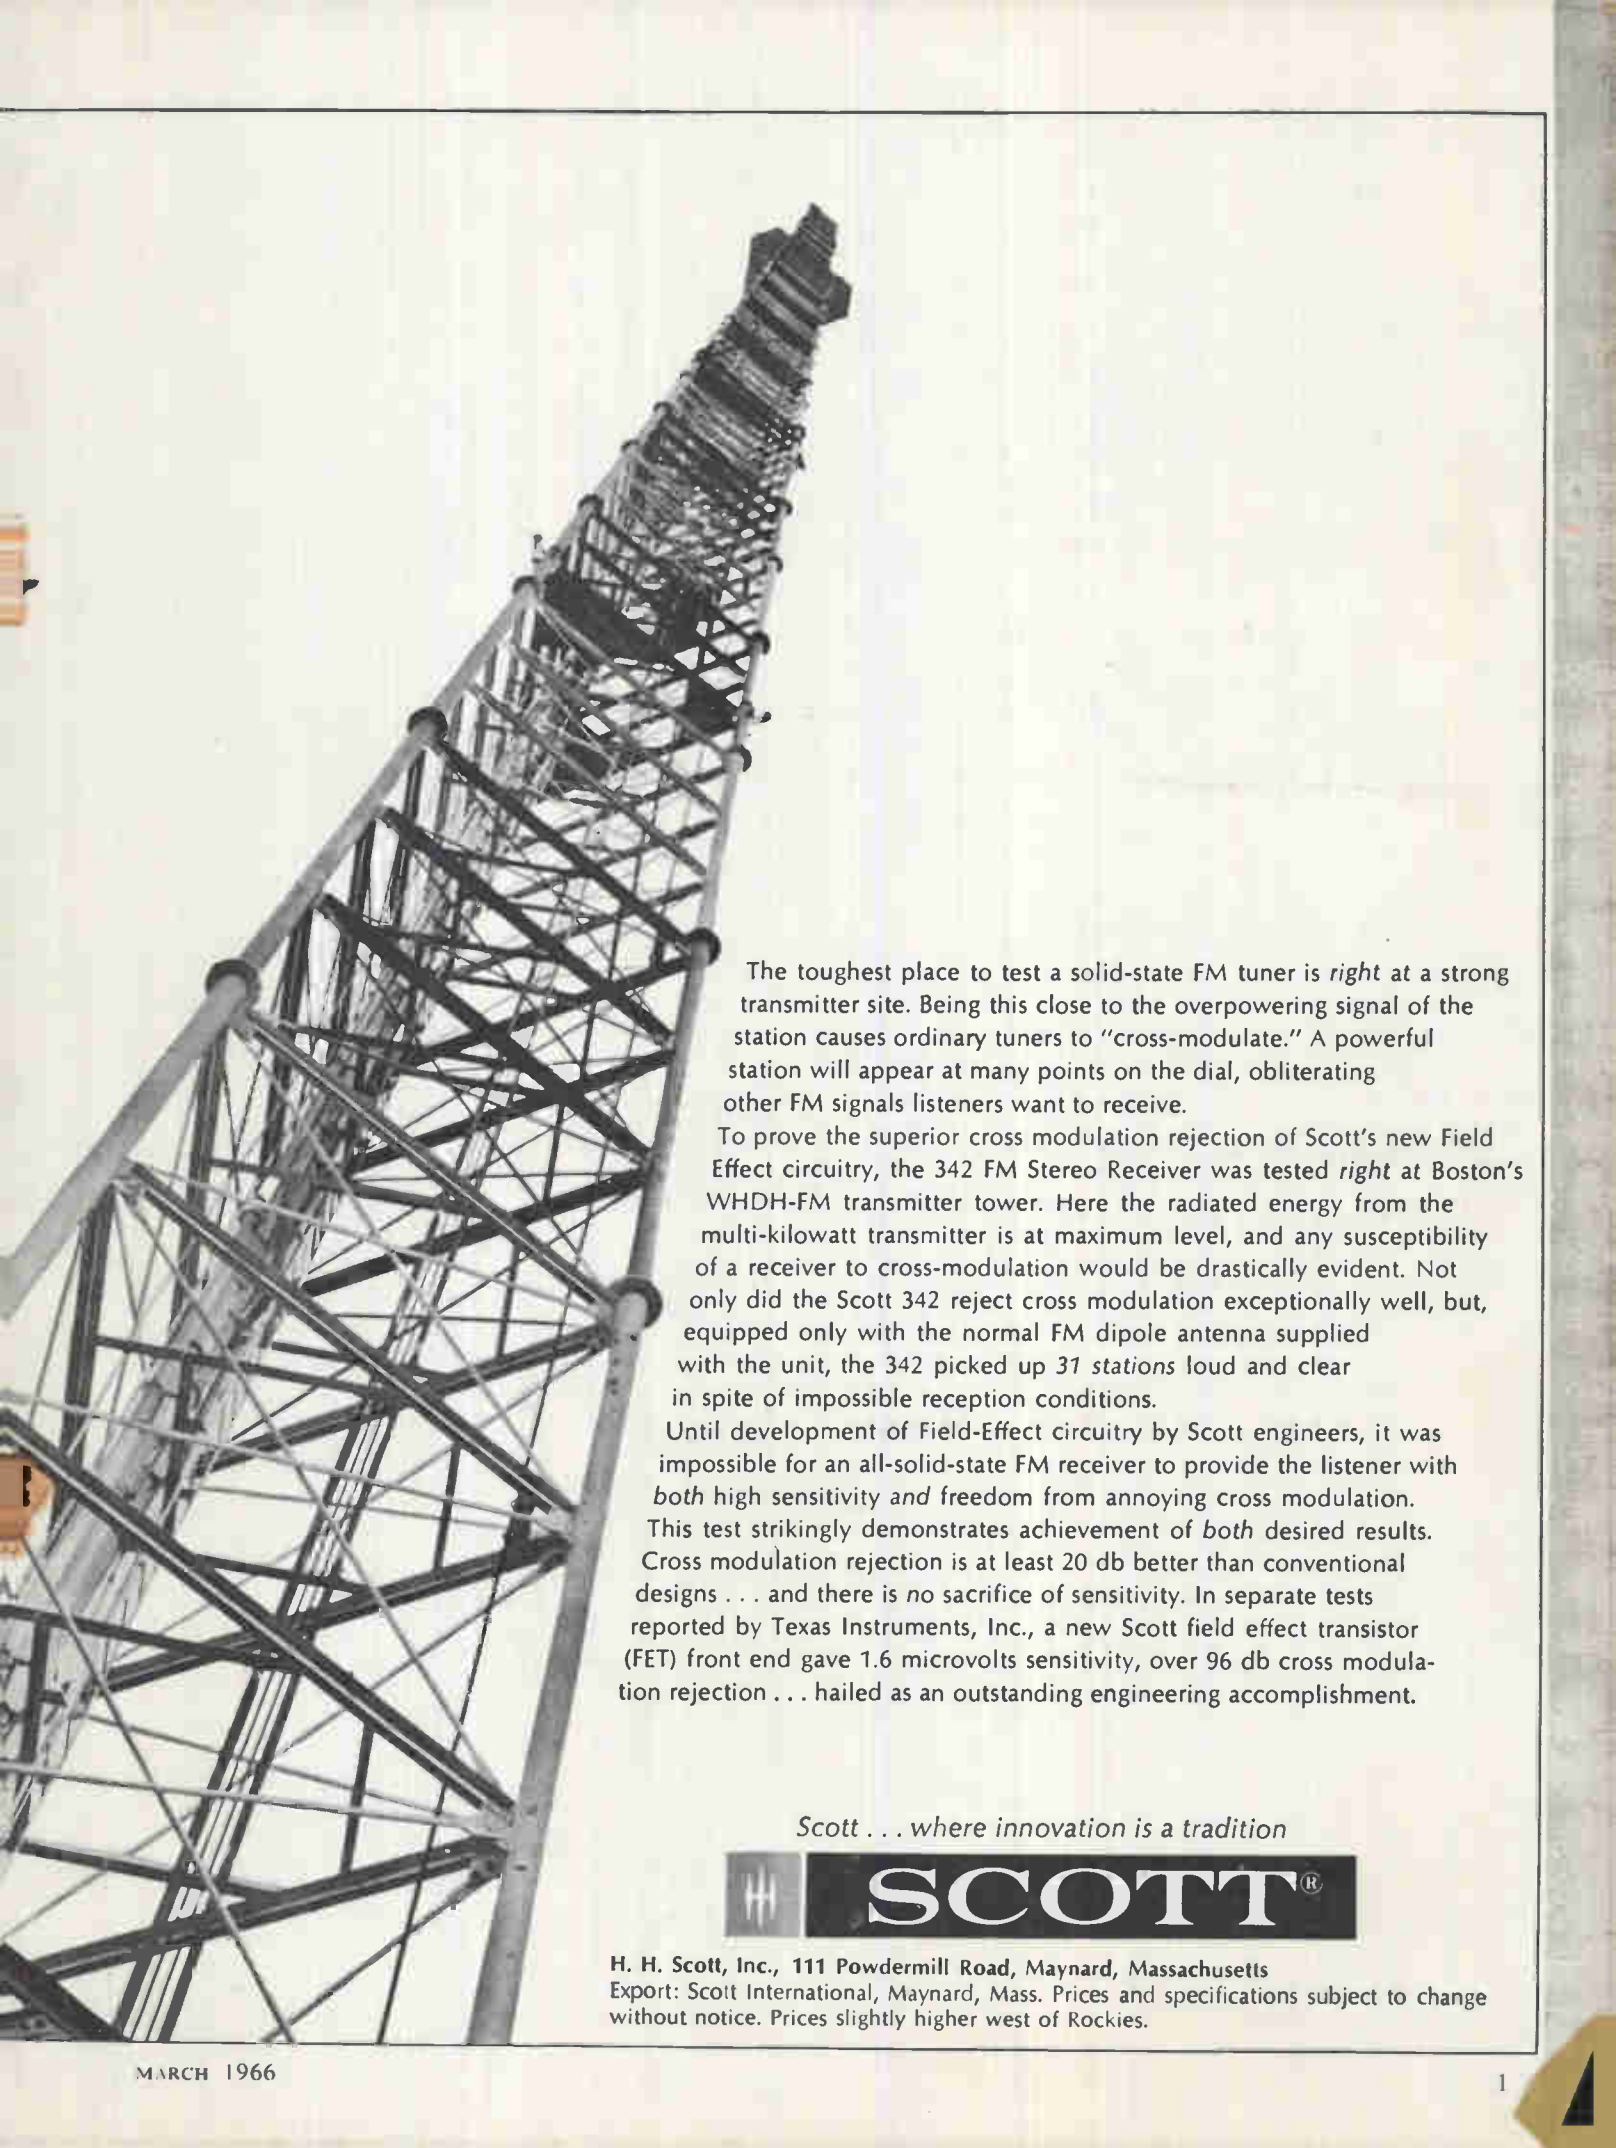 The toughest place to test a solid-state FM tuner is right at a strong
transmitter site. Being this close to the overpowering signal of the
station causes ordinary tuners to "cross-modulate." A powerful
station will appear at many points on the dial, obliterating
other FM signals listeners want to receive.
To prove the superior cross modulation rejection of Scott's new Field
Effect circuitry, the 342 FM Stereo Receiver was tested right at Boston's
WHDH-FM transmitter tower. Here the radiated energy from the
multi-kilowatt transmitter is at maximum level, and any susceptibility
of a receiver to cross-modulation would be drastically evident. Not
only did the Scott 342 reject cross modulation exceptionally well, but,
equipped only with the normal FM dipole antenna supplied
with the unit, the 342 picked up 31 stations loud and clear
in spite of impossible reception conditions.
Until development of Field-Effect circuitry by Scott engineers, it was
impossible for an all-solid-state FM receiver to provide the listener with
both high sensitivity and freedom from annoying cross modulation.
This test strikingly demonstrates achievement of both desired results.
Cross modulation rejection is at least 20 db better than conventional
designs . . . and there is no sacrifice of sensitivity. In separate tests
reported by Texas Instruments, Inc., a new Scott field effect transistor
(FET) front end gave 1.6 microvolts sensitivity, over 96 db cross modula-
tion rejection . . . hailed as an outstanding engineering accomplishment.
Scott . . . where innovation is a tradition
SCOTT®
H. H. Scott, Inc., 111 Powdermill Road, Maynard, Massachusetts
Export: Scott International, Maynard, Mass. Prices and specifications subject to change
without notice. Prices slightly higher west of Rockies.
MARCH 1966
1